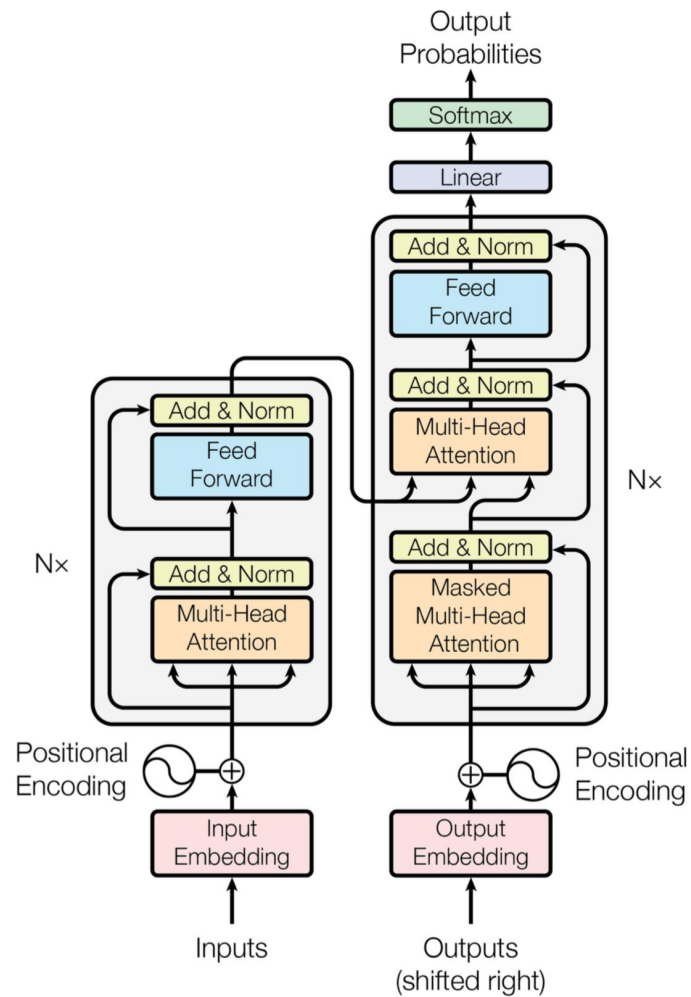 Output
Probabilities
Softmax
Linear
Add & Norm
Feed
Forward
Add & Norm
Multi-Head
Attention
Add & Norm
Masked
Multi-Head
Attention
N×
Add & Norm
Feed
Forward
Add & Norm
Multi-Head
Attention
N×
Positional
Encoding
Positional
Encoding
Input
Embedding
Output
Embedding
Inputs
Outputs
(shifted right)